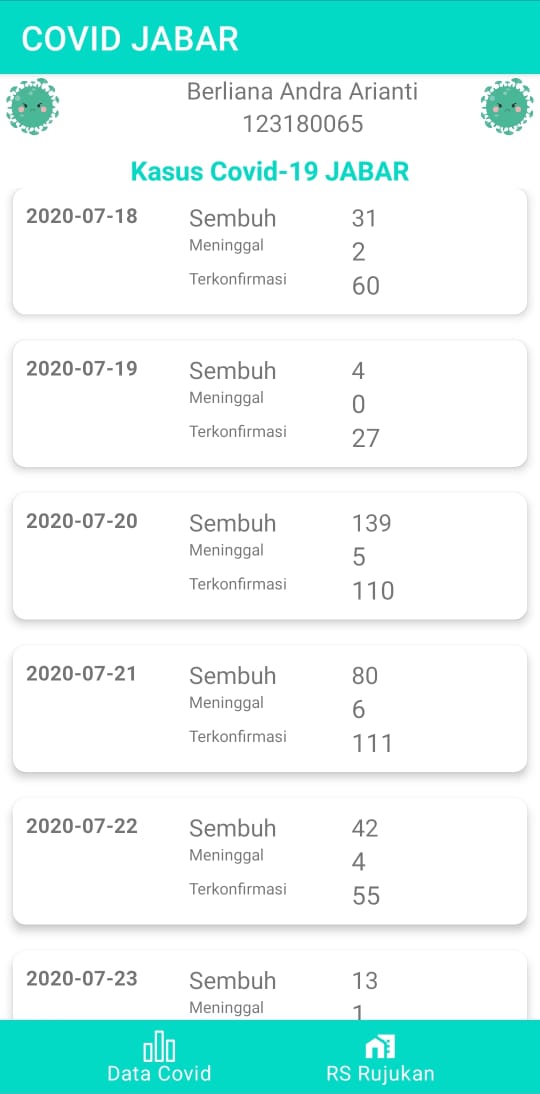 COVID JABAR
Berliana Andra Arianti
123180065
Kasus Covid-19 JABAR
2020-07-18 Sembuh 31
Meninggal 2
Terkonfirmasi 60
2020-07-19 Sembuh 4
Meninggal 0
Terkonfirmasi 27
2020-07-20 Sembuh 139
Meninggal 5
Terkonfirmasi 110
2020-07-21 Sembuh 80
Meninggal 6
Terkonfirmasi 111
2020-07-22 Sembuh 42
Meninggal 4
Terkonfirmasi 55
2020-07-23 Sembuh 13
Meninggal 1
Data Covid RS Rujukan